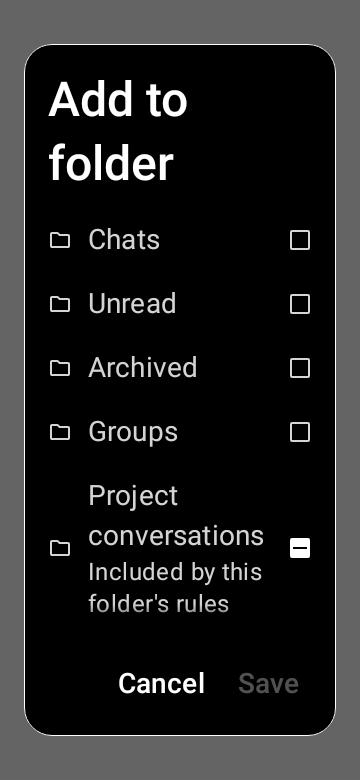 Add to
folder
Chats
Unread
Archived
Groups
Project
conversations
Included by this
folder's rules
Cancel Save